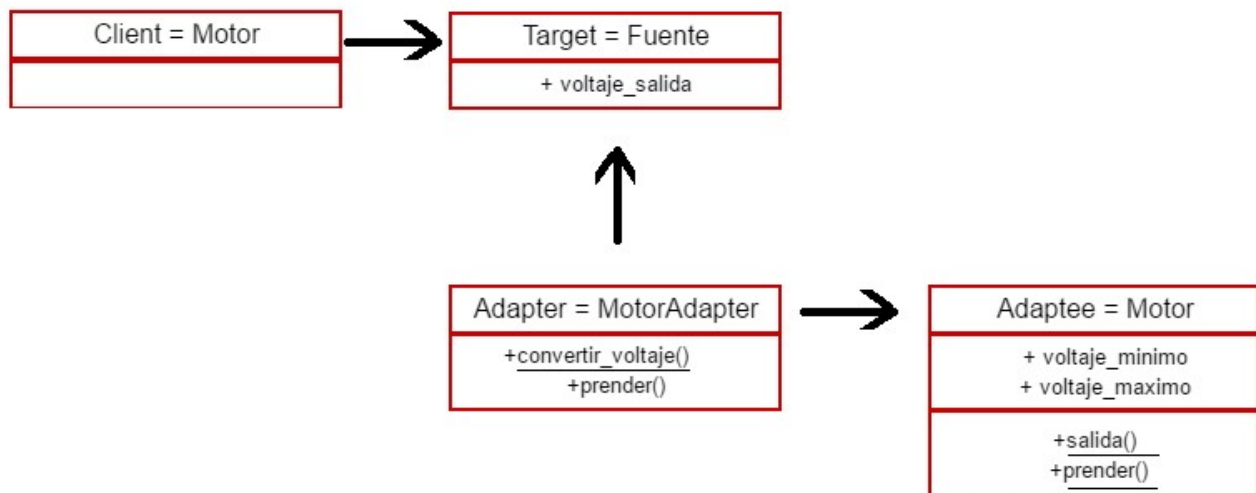 Client = Motor
Target = Fuente
+ voltaje_salida
Adapter = MotorAdapter
+convertir_voltaje()
+prender()
Adaptee = Motor
+ voltaje_minimo
+ voltaje_maximo
+salida()
+prender()